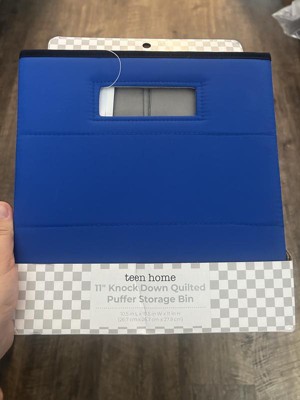 teen home
11" Knock Down Quilted
Puffer Storage Bin